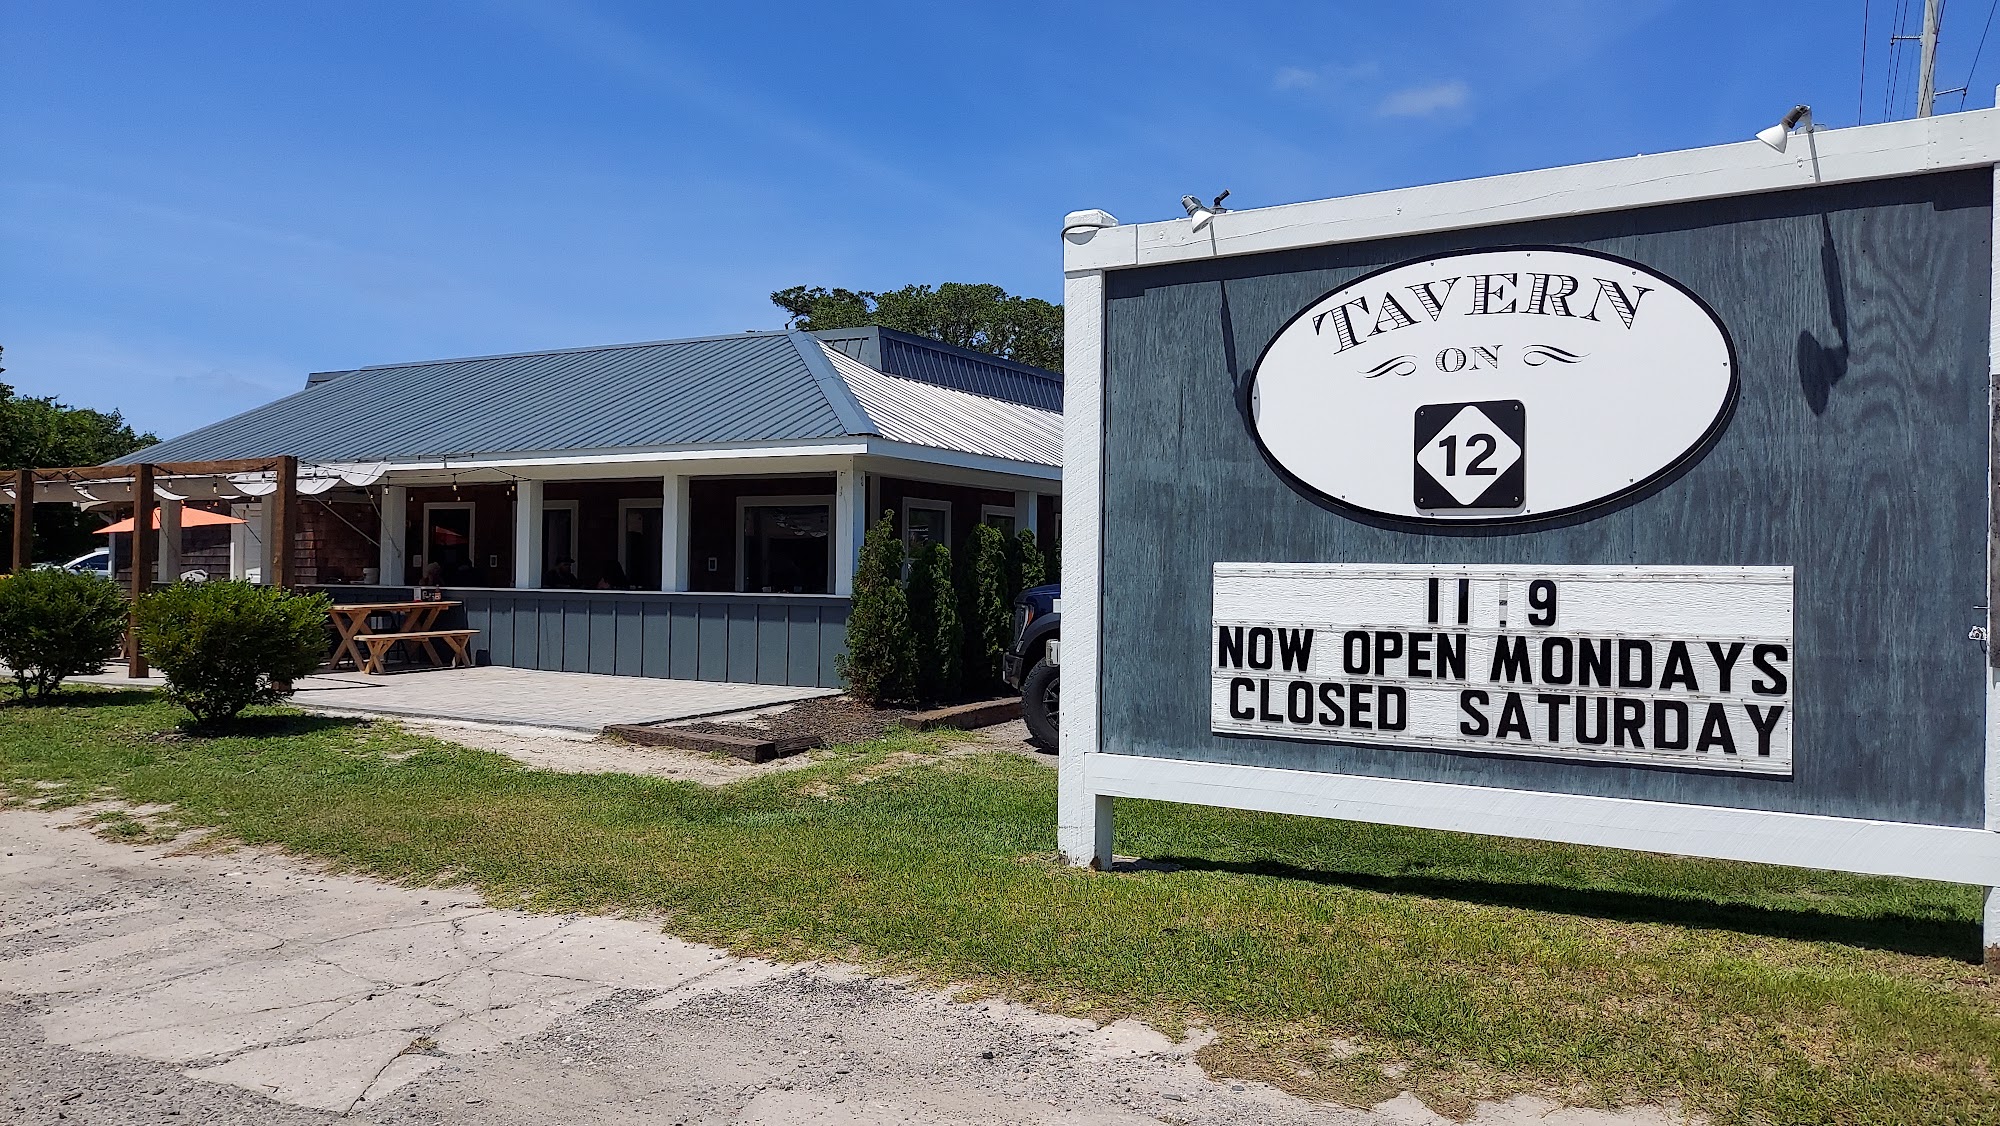 TAVERN
ON
12
11:9
NOW OPEN MONDAYS
CLOSED SATURDAY